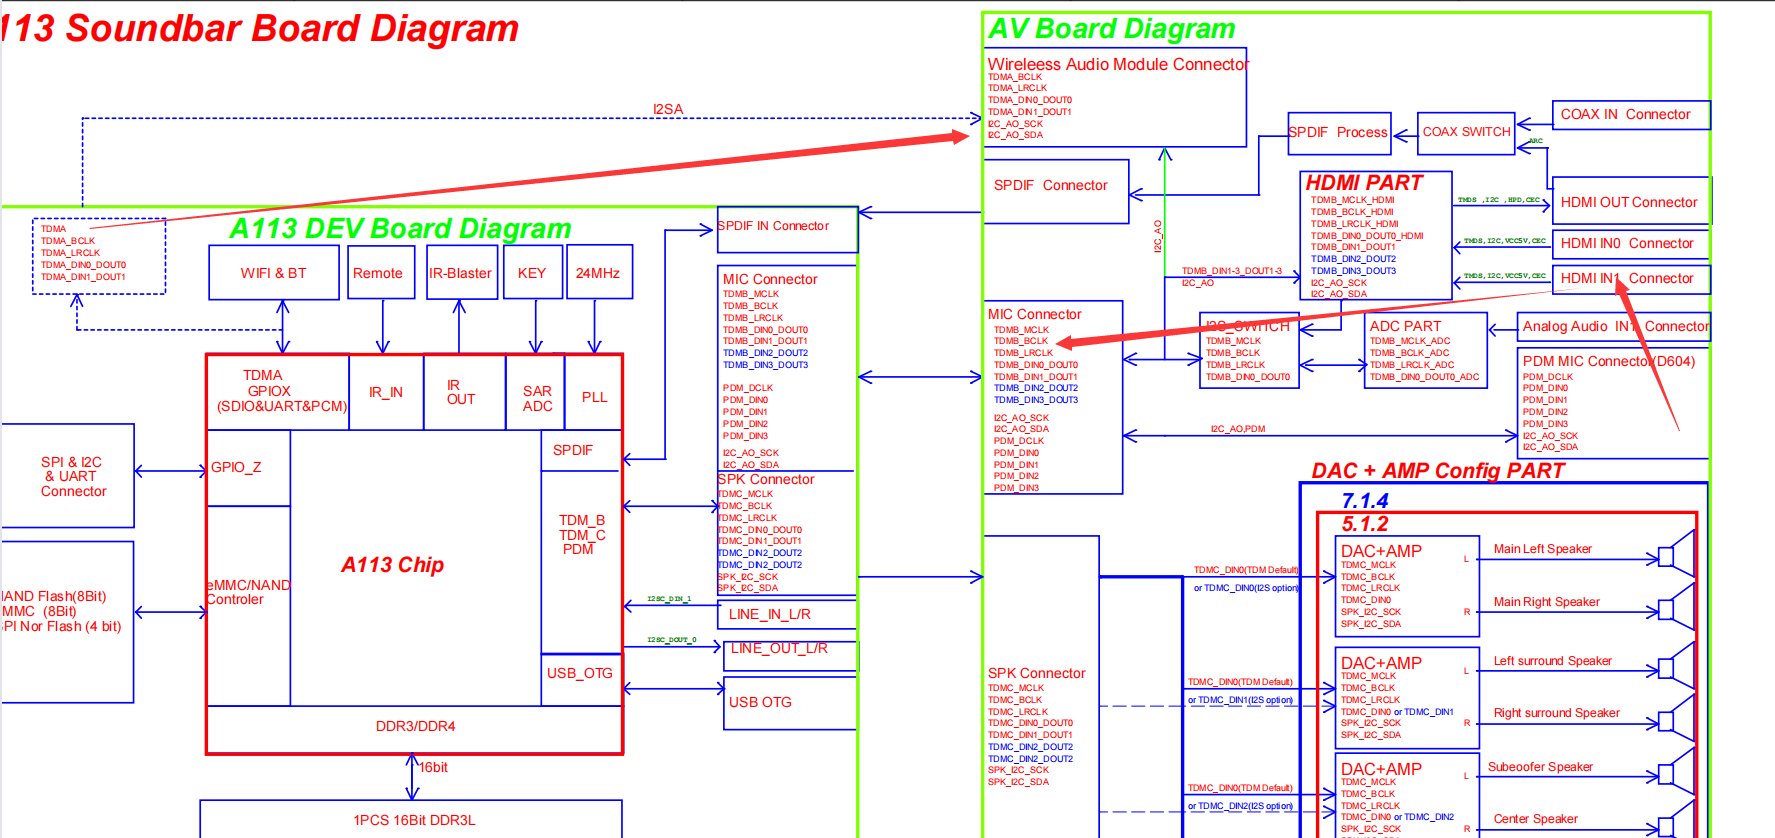 113 Soundbar Board Diagram
I2SA
TDMA
TDMA_BCLK
TDMA_LRCLK
TDMA_DIN0_DOUT0
TDMA_DIN1_DOUT1
A113 DEV Board Diagram
WIFI & BT
Remote
IR-Blaster
KEY
24MHz
TDMA
GPIOX
(SDIO&UART&PCM)
IR_IN
IR
OUT
SAR
ADC
PLL
SPI & I2C
& UART
Connector
GPIO_Z
SPDIF
A113 Chip
TDM_B
TDM_C
PDM
eMMC/NAND
Controler
AND Flash(8Bit)
MMC (8Bit)
PI Nor Flash (4 bit)
USB_OTG
DDR3/DDR4
16bit
1PCS 16Bit DDR3L
SPDIF IN Connector
MIC Connector
TDMB_MCLK
TDMB_BCLK
TDMB_LRCLK
TDMB_DIN0_DOUT0
TDMB_DIN1_DOUT1
TDMB_DIN2_DOUT2
TDMB_DIN3_DOUT3
PDM_DCLK
PDM_DIN0
PDM_DIN1
PDM_DIN2
PDM_DIN3
I2C_AO_SCK
I2C_AO_SDA
SPK Connector
TDMC_MCLK
TDMC_BCLK
TDMC_LRCLK
TDMC_DIN0_DOUT0
TDMC_DIN1_DOUT1
TDMC_DIN2_DOUT2
TDMC_DIN2_DOUT2
SPK_I2C_SCK
SPK_I2C_SDA
I2SC_DIN_1
LINE_IN_L/R
I2SC_DOUT_0
LINE_OUT_L/R
USB OTG
AV Board Diagram
Wireleess Audio Module Connector
TDMA_BCLK
TDMA_LRCLK
TDMA_DIN0_DOUT0
TDMA_DIN1_DOUT1
I2C_AO_SCK
I2C_AO_SDA
SPDIF Connector
SPDIF Process
COAX SWITCH
COAX IN Connector
ARC
HDMI PART
TDMB_MCLK_HDMI
TDMB_BCLK_HDMI
TDMB_LRCLK_HDMI
TDMB_DIN0_DOUT0_HDMI
TDMB_DIN1_DOUT1
TDMB_DIN2_DOUT2
TDMB_DIN3_DOUT3
I2C_AO_SCK
I2C_AO_SDA
TMDS ,I2C ,HPD,CEC
HDMI OUT Connector
TMDS,I2C,VCC5V,CEC
HDMI IN0 Connector
TMDS,I2C,VCC5V,CEC
HDMI IN1 Connector
I2C_AO
TDMB_DIN1-3_DOUT1-3
I2C_AO
MIC Connector
TDMB_MCLK
TDMB_BCLK
TDMB_LRCLK
TDMB_DIN0_DOUT0
TDMB_DIN1_DOUT1
TDMB_DIN2_DOUT2
TDMB_DIN3_DOUT3
I2C_AO_SCK
I2C_AO_SDA
PDM_DCLK
PDM_DIN0
PDM_DIN1
PDM_DIN2
PDM_DIN3
I2S_SWITCH
TDMB_MCLK
TDMB_BCLK
TDMB_LRCLK
TDMB_DIN0_DOUT0
ADC PART
TDMB_MCLK_ADC
TDMB_BCLK_ADC
TDMB_LRCLK_ADC
TDMB_DIN0_DOUT0_ADC
Analog Audio IN1 Connector
PDM MIC Connector(D604)
PDM_DCLK
PDM_DIN0
PDM_DIN1
PDM_DIN2
PDM_DIN3
I2C_AO_SCK
I2C_AO_SDA
I2C_AO,PDM
DAC + AMP Config PART
7.1.4
5.1.2
SPK Connector
TDMC_MCLK
TDMC_BCLK
TDMC_LRCLK
TDMC_DIN0_DOUT0
TDMC_DIN1_DOUT1
TDMC_DIN2_DOUT2
TDMC_DIN2_DOUT2
SPK_I2C_SCK
SPK_I2C_SDA
TDMC_DIN0(TDM Default)
or TDMC_DIN0(I2S option)
DAC+AMP
TDMC_MCLK
TDMC_BCLK
TDMC_LRCLK
TDMC_DIN0
SPK_I2C_SCK
SPK_I2C_SDA
L
R
Main Left Speaker
Main Right Speaker
TDMC_DIN0(TDM Default)
or TDMC_DIN1(I2S option)
DAC+AMP
TDMC_MCLK
TDMC_BCLK
TDMC_LRCLK
TDMC_DIN0 or TDMC_DIN1
SPK_I2C_SCK
SPK_I2C_SDA
L
R
Left surround Speaker
Right surround Speaker
TDMC_DIN0(TDM Default)
or TDMC_DIN2(I2S option)
DAC+AMP
TDMC_MCLK
TDMC_BCLK
TDMC_LRCLK
TDMC_DIN0 or TDMC_DIN2
SPK_I2C_SCK
L
R
Subeoofer Speaker
Center Speaker